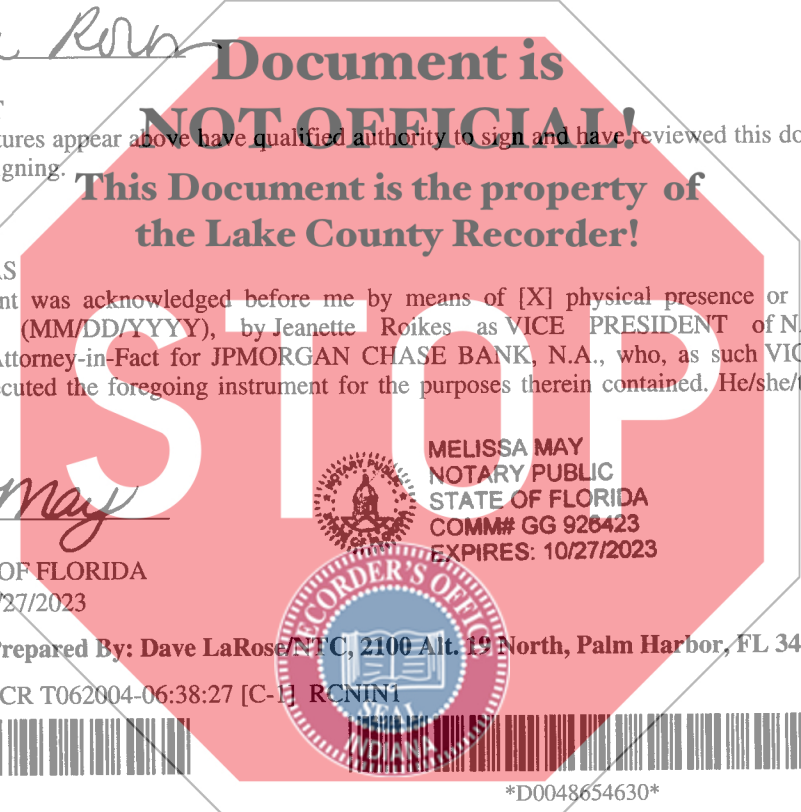 Document is
NOT OFFICIAL!
tures appear above have qualified authority to sign and have reviewed this do
gning.
This Document is the property of
the Lake County Recorder!
AS
nt was acknowledged before me by means of [X] physical presence or
(MM/DD/YYYY), by Jeanette Roikes as VICE PRESIDENT of N
Attorney-in-Fact for JPMORGAN CHASE BANK, N.A., who, as such VIC
cuted the foregoing instrument for the purposes therein contained. He/she/t
STOP
May
MELISSA MAY
NOTARY PUBLIC
STATE OF FLORIDA
COMM# GG 926423
EXPIRES: 10/27/2023
NOTARY PUBLIC
OF FLORIDA
/27/2023
RECORDER'S OFFICE
SEAL
INDIANA
Prepared By: Dave LaRose/NTC, 2100 Alt. 19 North, Palm Harbor, FL 34
CR T062004-06:38:27 [C-1] RCNIN1
*D0048654630*